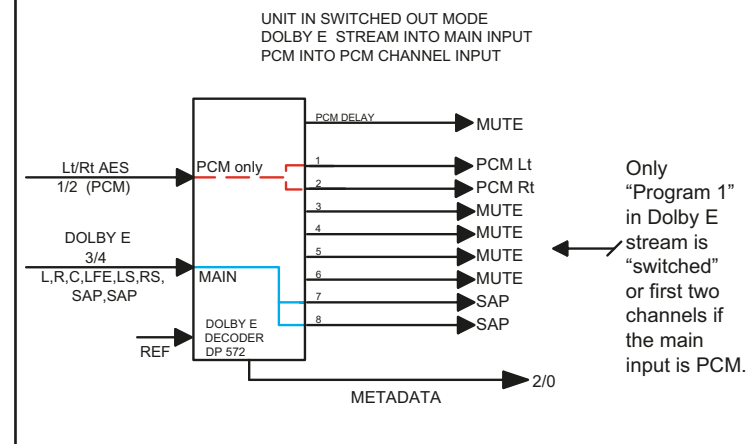 UNIT IN SWITCHED OUT MODE
DOLBY E STREAM INTO MAIN INPUT
PCM INTO PCM CHANNEL INPUT
PCM DELAY
MUTE
Lt/Rt AES
1/2 (PCM)
PCM only
1
PCM Lt
2
PCM Rt
3
MUTE
4
MUTE
5
MUTE
6
MUTE
7
SAP
8
SAP
DOLBY E
3/4
L,R,C,LFE,LS,RS,
SAP,SAP
MAIN
REF
DOLBY E
DECODER
DP 572
METADATA
2/0
Only
“Program 1”
in Dolby E
stream is
“switched”
or first two
channels if
the main
input is PCM.